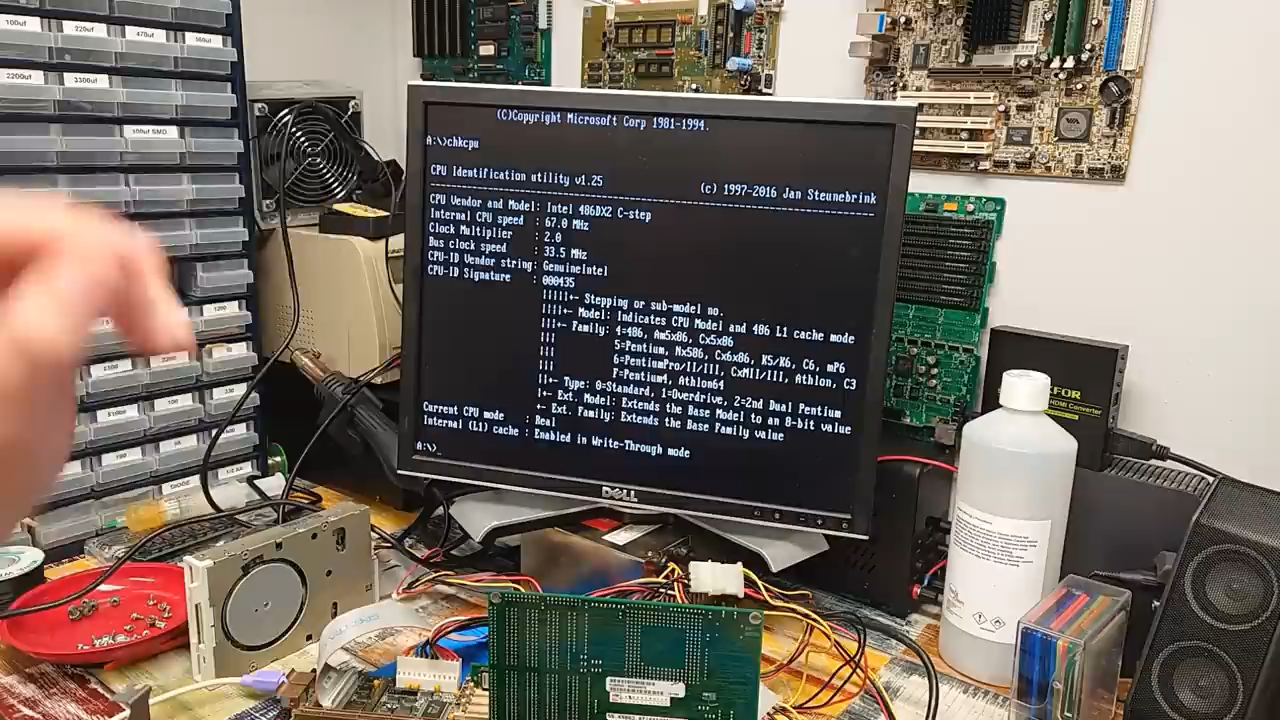 100uf
220uf
470uf
2200uf
3300uf
100uf SMD
(C)Copyright Microsoft Corp 1981-1994.
A:\>chkcpu
CPU Identification utility v1.25
(c) 1997-2016 Jan Steunebrink
CPU Vendor and Model: Intel 486DX2 C-step
Internal CPU speed : 67.0 MHz
Clock Multiplier : 2.0
Bus clock speed : 33.5 MHz
CPU-ID Vendor string: GenuineIntel
CPU-ID Signature : 000435
||||||+- Stepping or sub-model no.
|||||+- Model: Indicates CPU Model and 486 L1 cache mode
||||+- Family: 4=486, Am5x86, Cx5x86
||| 5=Pentium, Nx586, Cx6x86, K5/K6, C6, mP6
||| 6=PentiumPro/II/III, CxMII/III, Athlon, C3
||| F=Pentium4, Athlon64
||+- Type: 0=Standard, 1=Overdrive, 2=2nd Dual Pentium
|+- Ext. Model: Extends the Base Model to an 8-bit value
+- Ext. Family: Extends the Base Family value
Current CPU mode : Real
Internal (L1) cache : Enabled in Write-Through mode
A:\>_
DELL
VIA
HDMI Converter